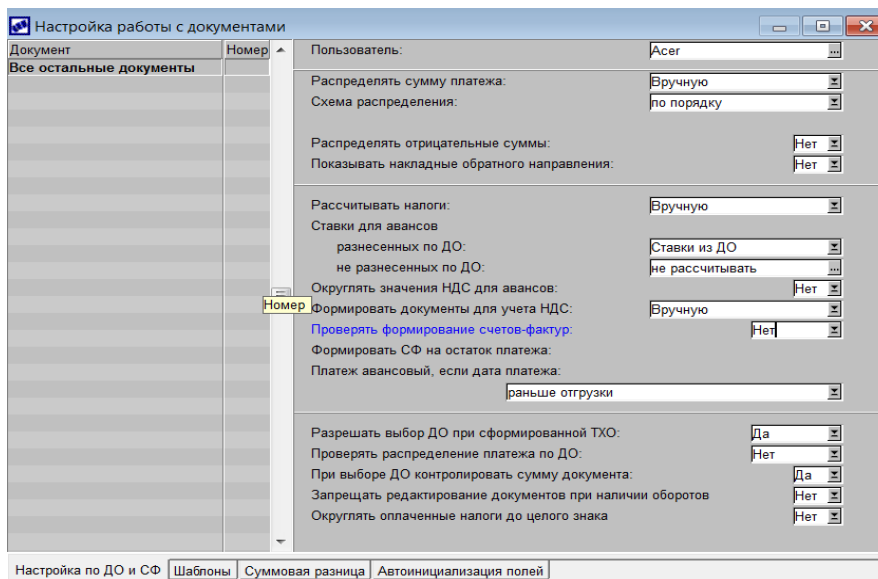 Настройка работы с документами
Документ Номер
Все остальные документы
Пользователь: Acer ...
Распределять сумму платежа: Вручную
Схема распределения: по порядку
Распределять отрицательные суммы: Нет
Показывать накладные обратного направления: Нет
Рассчитывать налоги: Вручную
Ставки для авансов
разнесенных по ДО: Ставки из ДО
не разнесенных по ДО: не рассчитывать ...
Округлять значения НДС для авансов: Нет
Номер
Формировать документы для учета НДС: Вручную
Проверять формирование счетов-фактур: Нет
Формировать СФ на остаток платежа:
Платеж авансовый, если дата платежа:
раньше отгрузки
Разрешать выбор ДО при сформированной ТХО: Да
Проверять распределение платежа по ДО: Нет
При выборе ДО контролировать сумму документа: Да
Запрещать редактирование документов при наличии оборотов Нет
Округлять оплаченные налоги до целого знака Нет
Настройка по ДО и СФ Шаблоны Суммовая разница Автоинициализация полей